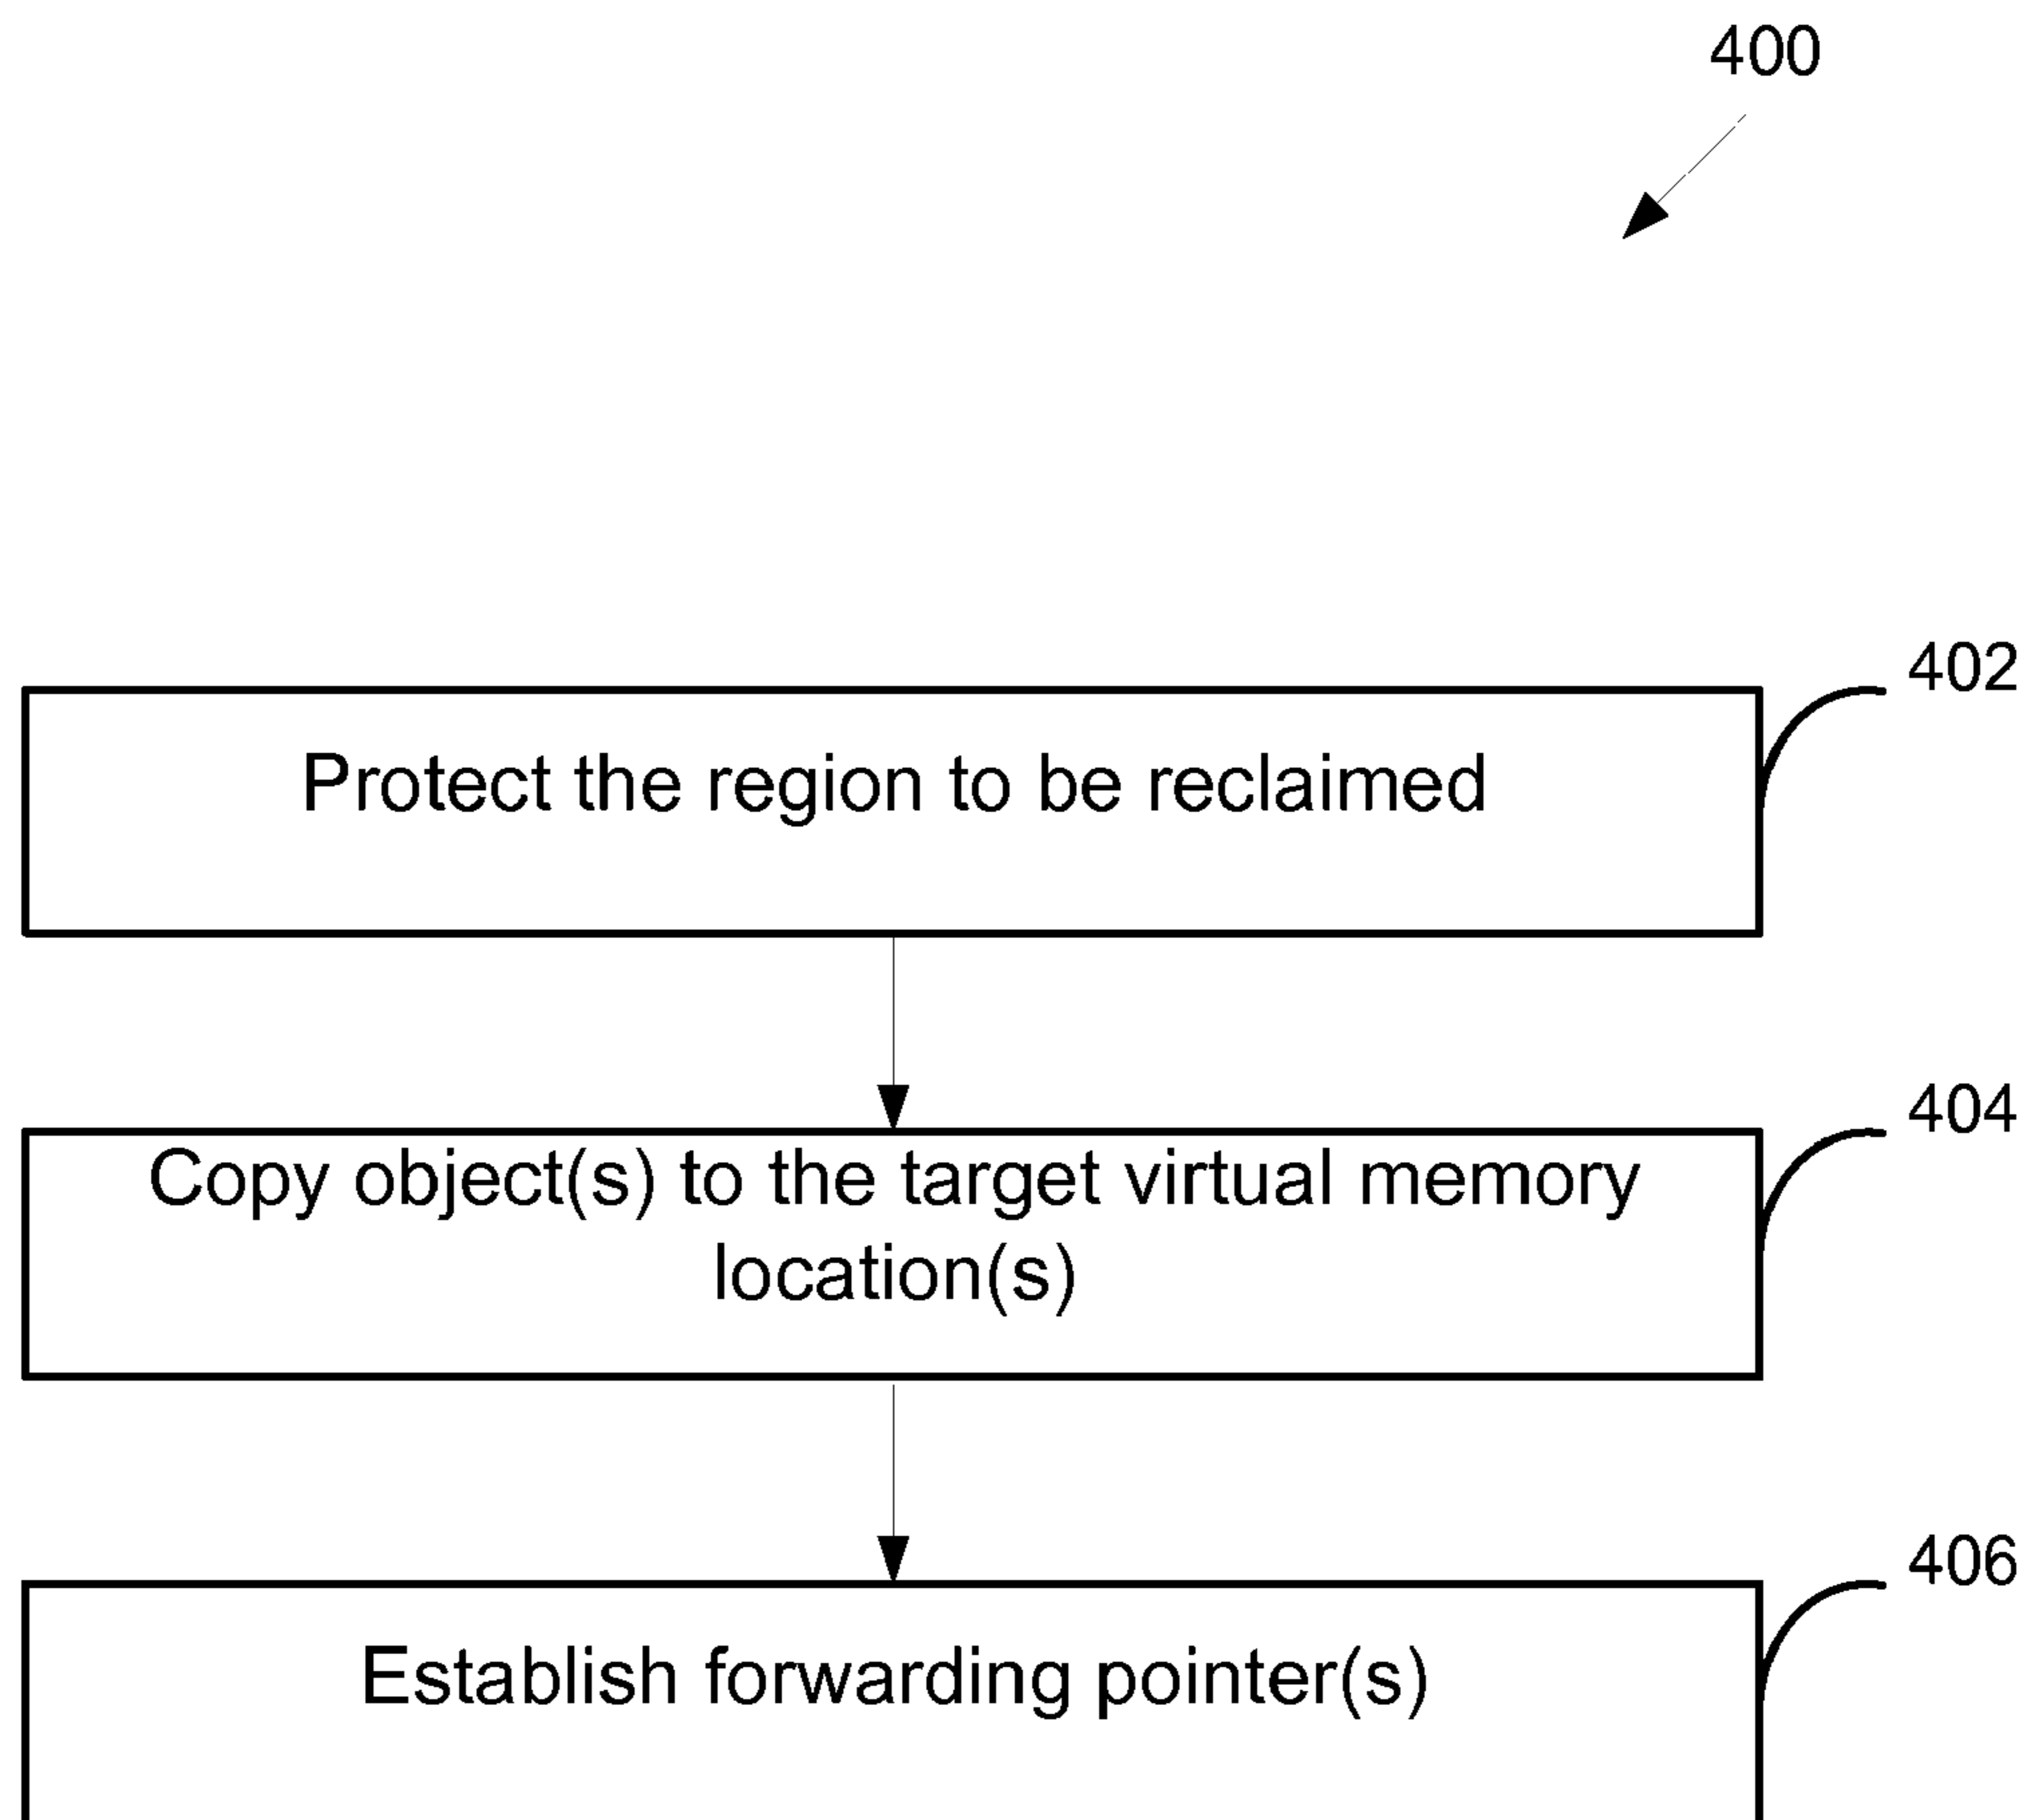 400
402
Protect the region to be reclaimed
404
Copy object(s) to the target virtual memory
location(s)
406
Establish forwarding pointer(s)